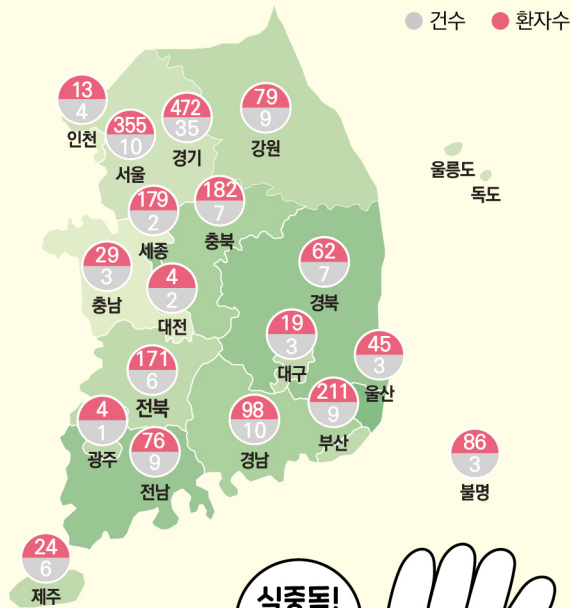 건수 환자수
13
4
인천
355
10
서울
472
35
경기
79
9
강원
울릉도
독도
179
2
세종
182
7
충북
29
3
충남
4
2
대전
62
7
경북
19
3
대구
45
3
울산
171
6
전북
211
9
부산
98
10
경남
4
1
광주
76
9
전남
86
3
불명
24
6
제주
식중독!